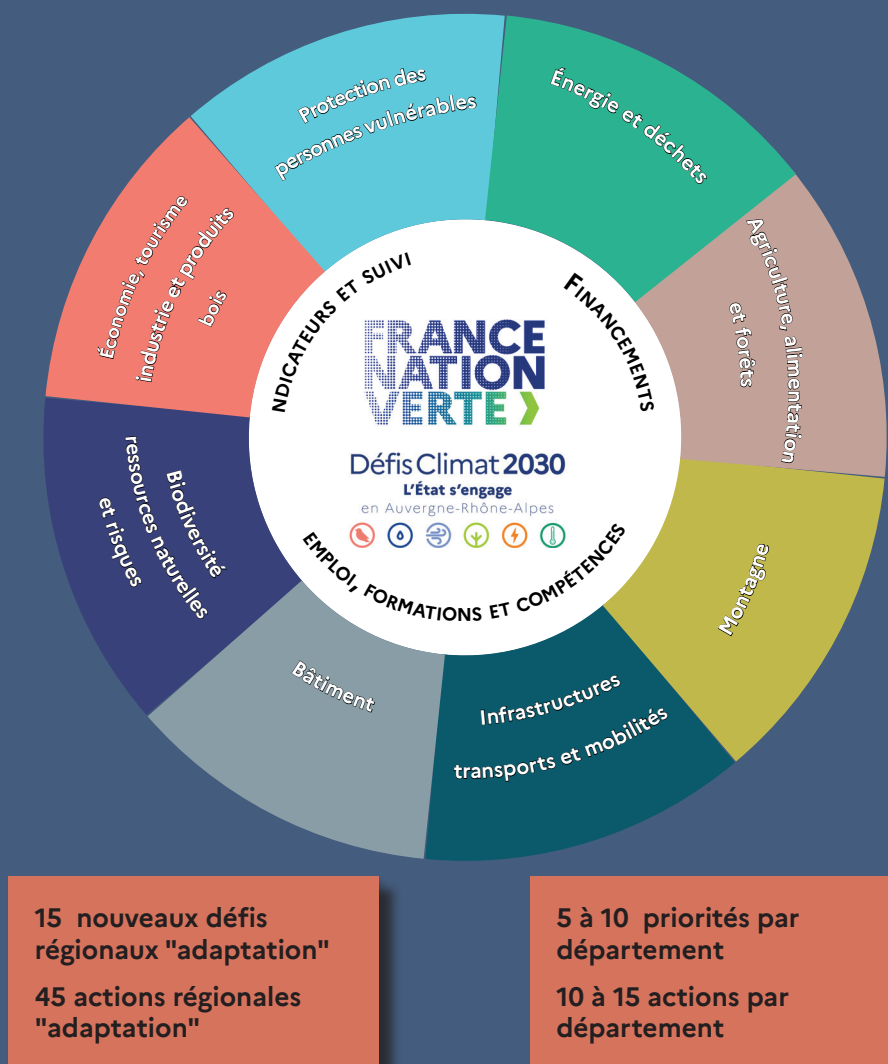 Protection des
personnes vulnérables
Énergie et déchets
Agriculture, alimentation
et forêts
Montagne
Infrastructures
transports et mobilités
Bâtiment
Biodiversité
ressources naturelles
et risques
Économie, tourisme
industrie et produits
bois
NDICATEURS ET SUIVI
FINANCEMENTS
EMPLOI, FORMATIONS ET COMPÉTENCES
FRANCE
NATION
VERTE
Défis Climat 2030
L'État s'engage
en Auvergne-Rhône-Alpes
15 nouveaux défis
régionaux "adaptation"
45 actions régionales
"adaptation"
5 à 10 priorités par
département
10 à 15 actions par
département